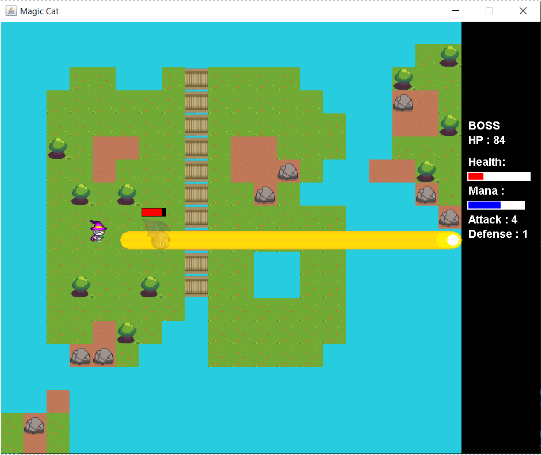 Magic Cat
BOSS
HP : 84
Health:
Mana :
Attack : 4
Defense : 1